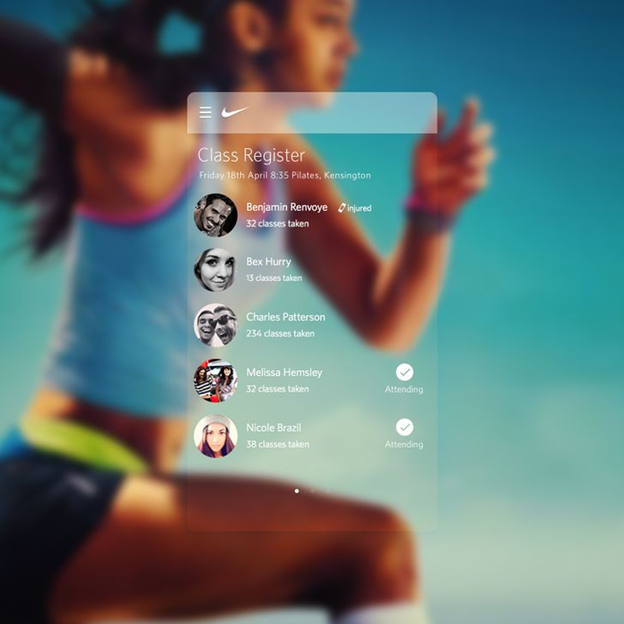 Class Register
Friday 18th April 8:35 Pilates, Kensington
Benjamin Renvoye injured
32 classes taken
Bex Hurry
13 classes taken
Charles Patterson
234 classes taken
Melissa Hemsley
32 classes taken
Attending
Nicole Brazil
38 classes taken
Attending